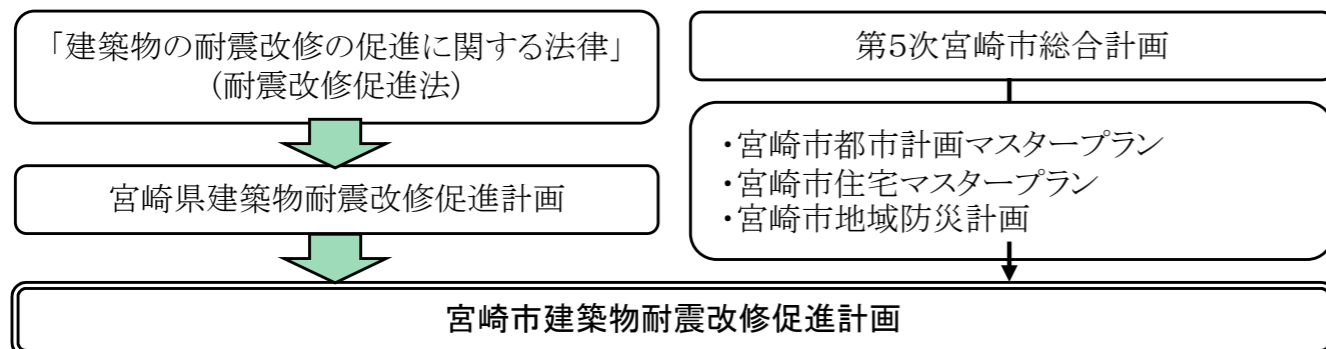 「建築物の耐震改修の促進に関する法律」
(耐震改修促進法)
宮崎県建築物耐震改修促進計画
第5次宮崎市総合計画
・宮崎市都市計画マスタープラン
・宮崎市住宅マスタープラン
・宮崎市地域防災計画
宮崎市建築物耐震改修促進計画